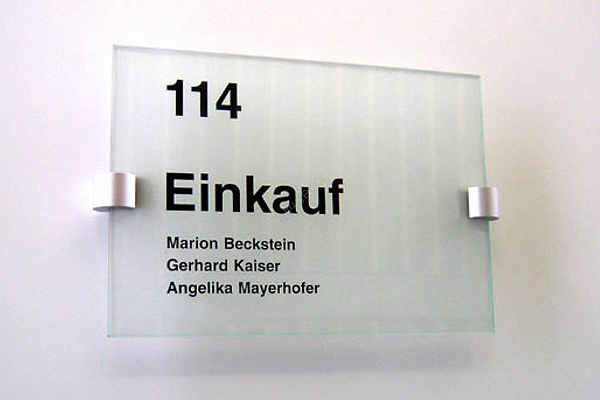 114
Einkauf
Marion Beckstein
Gerhard Kaiser
Angelika Mayerhofer